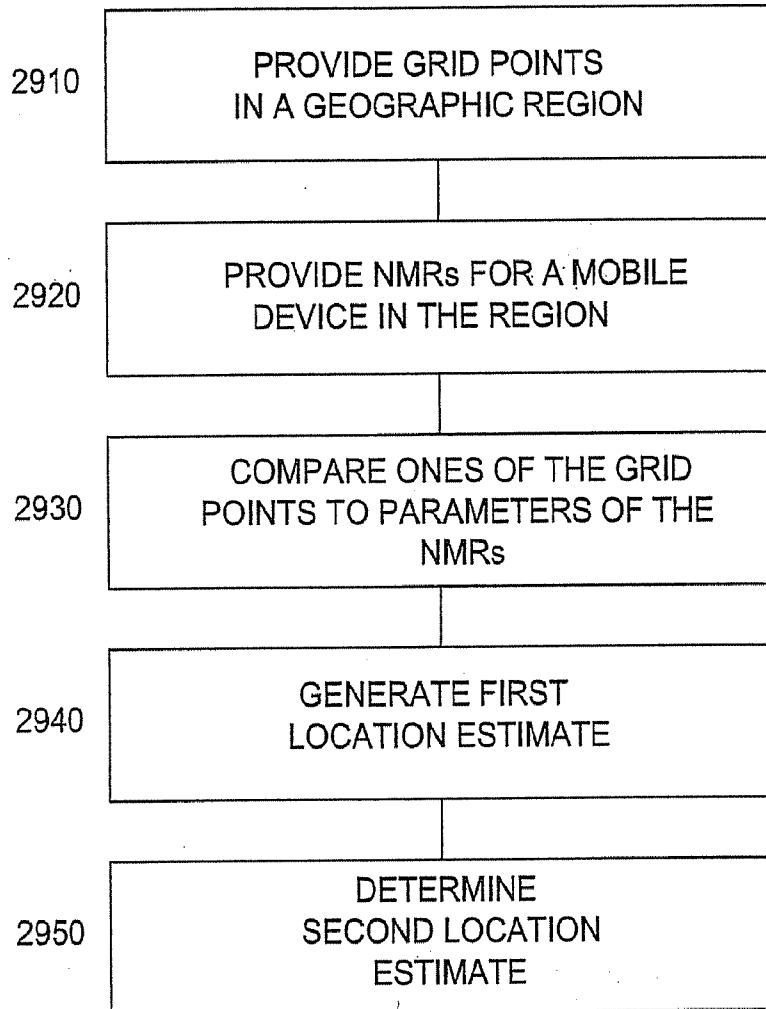 2910
PROVIDE GRID POINTS
IN A GEOGRAPHIC REGION
2920
PROVIDE NMRs FOR A MOBILE
DEVICE IN THE REGION
2930
COMPARE ONES OF THE GRID
POINTS TO PARAMETERS OF THE
NMRs
2940
GENERATE FIRST
LOCATION ESTIMATE
2950
DETERMINE
SECOND LOCATION
ESTIMATE